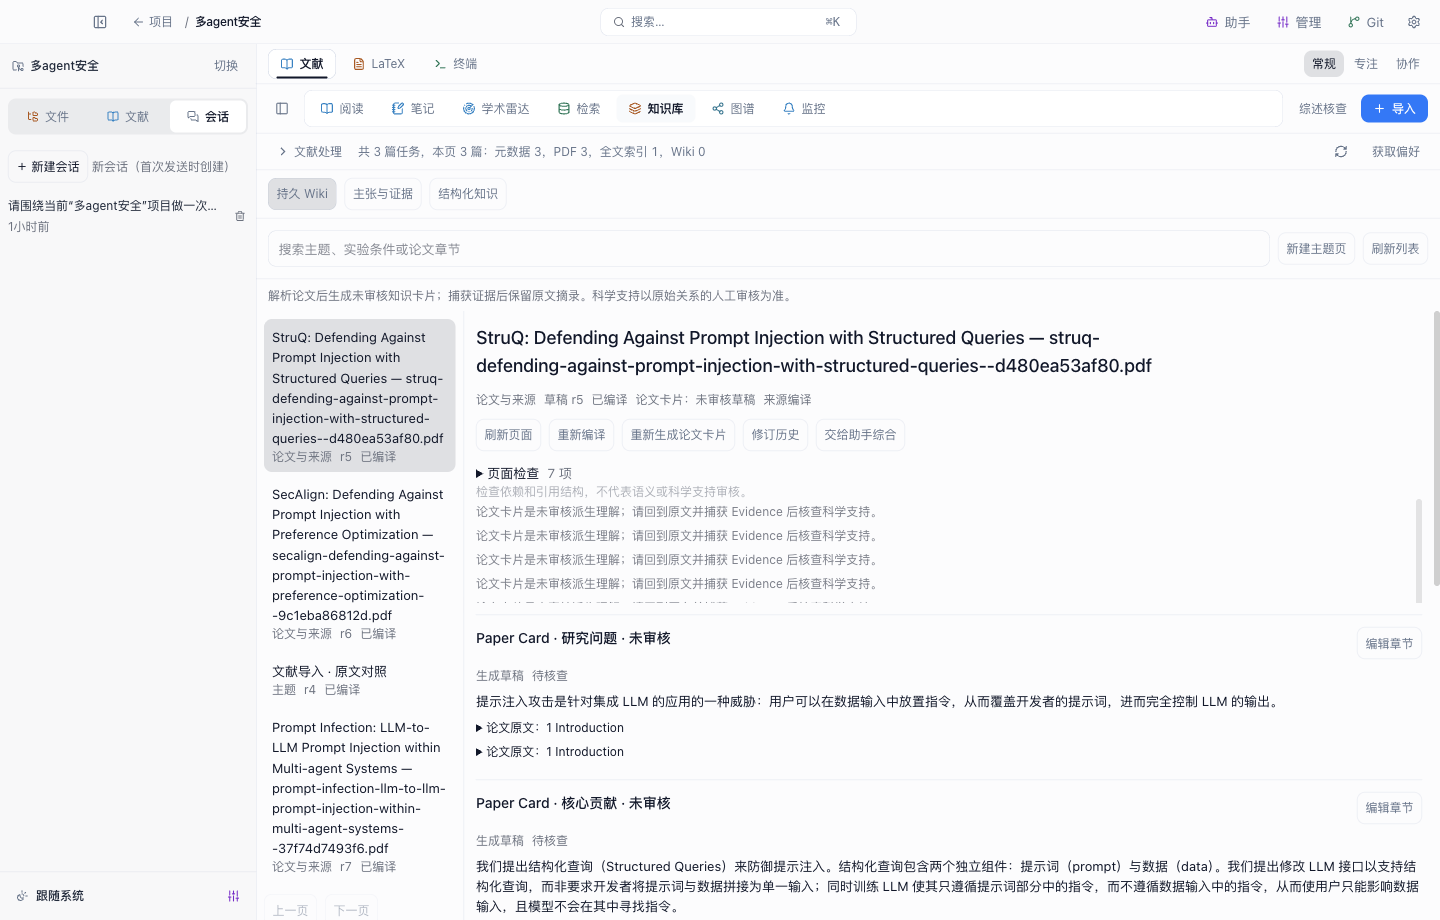 项目 / 多agent安全
搜索... ⌘K
助手 管理 Git
多agent安全 切换
文献 LaTeX 终端
常规 专注 协作
文件 文献 会话
阅读 笔记 学术雷达 检索 知识库 图谱 监控
综述核查 导入
新建会话 新会话（首次发送时创建）
请围绕当前“多agent安全”项目做一次...
1小时前
文献处理 共 3 篇任务，本页 3 篇：元数据 3，PDF 3，全文索引 1，Wiki 0
获取偏好
持久 Wiki 主张与证据 结构化知识
搜索主题、实验条件或论文章节
新建主题页 刷新列表
解析论文后生成未审核知识卡片；捕获证据后保留原文摘录。科学支持以原始关系的人工审核为准。
StruQ: Defending Against
Prompt Injection with
Structured Queries — struq-
defending-against-prompt-
injection-with-structured-
queries--d480ea53af80.pdf
论文与来源 r5 已编译
SecAlign: Defending Against
Prompt Injection with
Preference Optimization —
secalign-defending-against-
prompt-injection-with-
preference-optimization-
-9c1eba86812d.pdf
论文与来源 r6 已编译
文献导入 · 原文对照
主题 r4 已编译
Prompt Infection: LLM-to-
LLM Prompt Injection within
Multi-agent Systems —
prompt-infection-llm-to-llm-
prompt-injection-within-
multi-agent-systems-
-37f74d7493f6.pdf
论文与来源 r7 已编译
上一页 下一页
跟随系统
StruQ: Defending Against Prompt Injection with Structured Queries — struq-
defending-against-prompt-injection-with-structured-queries--d480ea53af80.pdf
论文与来源 草稿 r5 已编译 论文卡片：未审核草稿 来源编译
刷新页面 重新编译 重新生成论文卡片 修订历史 交给助手综合
页面检查 7 项
检查依赖和引用结构，不代表语义或科学支持审核。
论文卡片是未审核派生理解；请回到原文并捕获 Evidence 后核查科学支持。
论文卡片是未审核派生理解；请回到原文并捕获 Evidence 后核查科学支持。
论文卡片是未审核派生理解；请回到原文并捕获 Evidence 后核查科学支持。
论文卡片是未审核派生理解；请回到原文并捕获 Evidence 后核查科学支持。
Paper Card · 研究问题 · 未审核
编辑章节
生成草稿 待核查
提示注入攻击是针对集成 LLM 的应用的一种威胁：用户可以在数据输入中放置指令，从而覆盖开发者的提示词，进而完全控制 LLM 的输出。
论文原文：1 Introduction
论文原文：1 Introduction
Paper Card · 核心贡献 · 未审核
编辑章节
生成草稿 待核查
我们提出结构化查询（Structured Queries）来防御提示注入。结构化查询包含两个独立组件：提示词（prompt）与数据（data）。我们提出修改 LLM 接口以支持结
构化查询，而非要求开发者将提示词与数据拼接为单一输入；同时训练 LLM 使其只遵循提示词部分中的指令，而不遵循数据输入中的指令，从而使用户只能影响数据
输入，且模型不会在其中寻找指令。